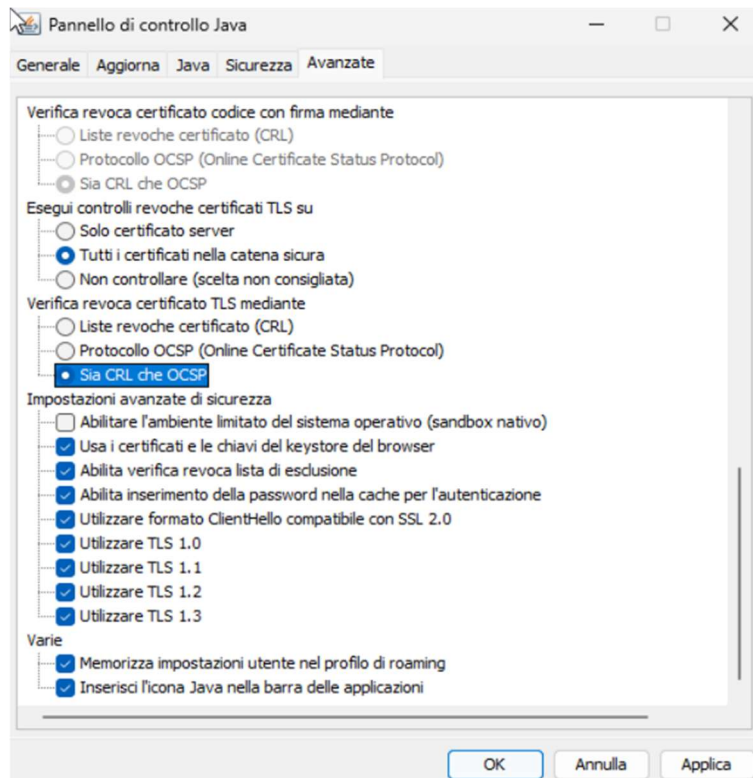 Pannello di controllo Java
Generale Aggiorna Java Sicurezza Avanzate
Verifica revoca certificato codice con firma mediante
Liste revoche certificato (CRL)
Protocollo OCSP (Online Certificate Status Protocol)
Sia CRL che OCSP
Esegui controlli revoche certificati TLS su
Solo certificato server
Tutti i certificati nella catena sicura
Non controllare (scelta non consigliata)
Verifica revoca certificato TLS mediante
Liste revoche certificato (CRL)
Protocollo OCSP (Online Certificate Status Protocol)
Sia CRL che OCSP
Impostazioni avanzate di sicurezza
Abilitare l'ambiente limitato del sistema operativo (sandbox nativo)
Usa i certificati e le chiavi del keystore del browser
Abilita verifica revoca lista di esclusione
Abilita inserimento della password nella cache per l'autenticazione
Utilizzare formato ClientHello compatibile con SSL 2.0
Utilizzare TLS 1.0
Utilizzare TLS 1.1
Utilizzare TLS 1.2
Utilizzare TLS 1.3
Varie
Memorizza impostazioni utente nel profilo di roaming
Inserisci l'icona Java nella barra delle applicazioni
OK Annulla Applica